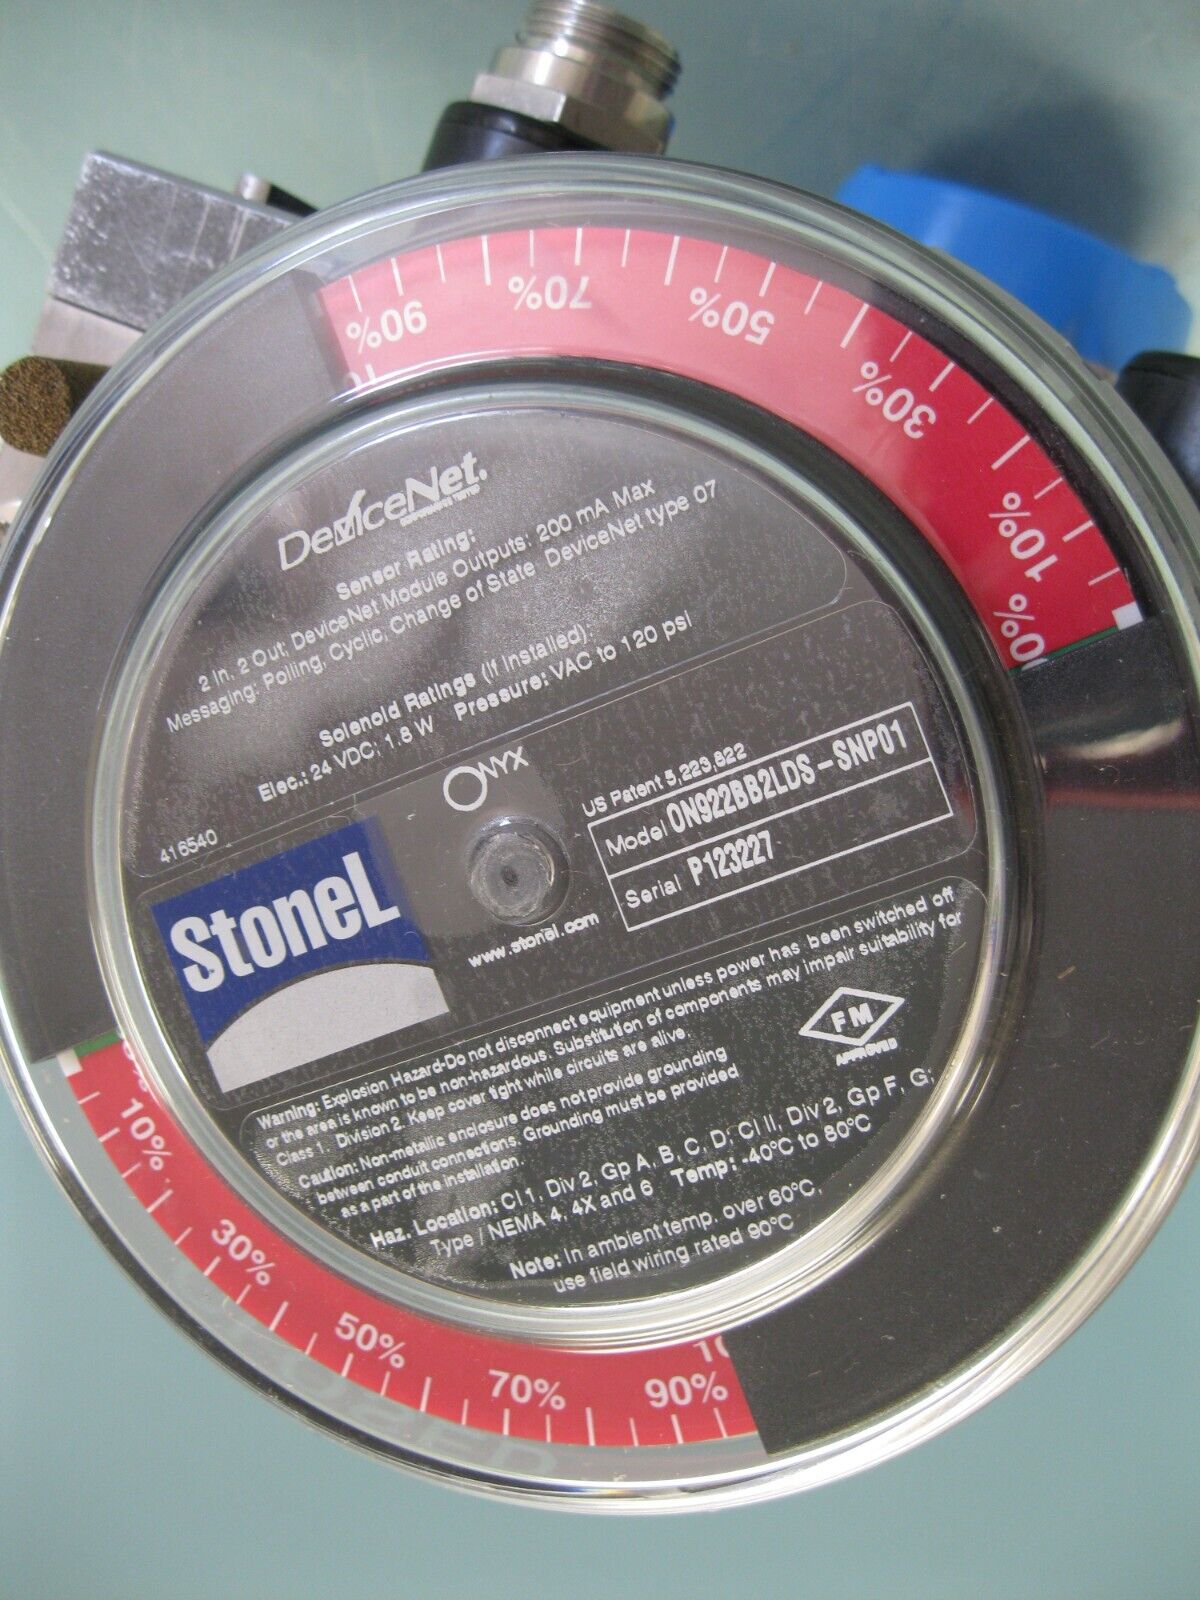 90%
70%
50%
30%
10%
0%
DeviceNet
Sensor Rating:
2 In, 2 Out; DeviceNet Module Outputs: 200 mA Max
Messaging: Polling, Cyclic, Change of State DeviceNet type 07
Solenoid Ratings (if installed):
Elec.: 24 VDC; 1.8 W Pressure: VAC to 120 psi
416540
ONYX
US Patent 5,223,822
Model ON922BB2LDS-SNP01
Serial P123227
StoneL
www.stonel.com
Warning: Explosion Hazard-Do not disconnect equipment unless power has been switched off
or the area is known to be non-hazardous. Substitution of components may impair suitability for
Class 1, Division 2. Keep cover tight while circuits are alive.
Caution: Non-metallic enclosure does not provide grounding
between conduit connections. Grounding must be provided
as a part of the installation.
FM
APPROVED
Haz. Location: Cl 1, Div 2, Gp A, B, C, D; Cl II, Div 2, Gp F, G;
Type / NEMA 4, 4X and 6 Temp: -40°C to 80°C
Note: In ambient temp. over 60°C,
use field wiring rated 90°C
10%
30%
50%
70%
90%